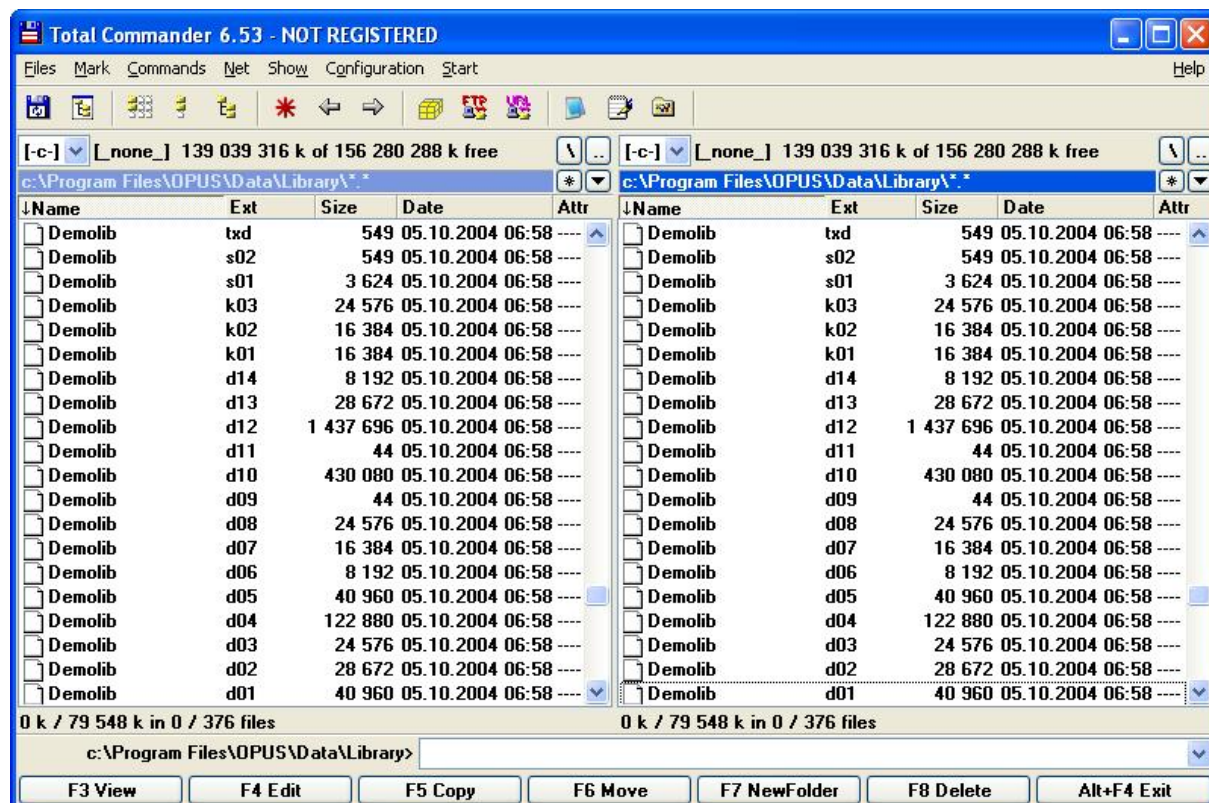 Total Commander 6.53 - NOT REGISTERED
Files Mark Commands Net Show Configuration Start Help
[-c-] [_none_] 139 039 316 k of 156 280 288 k free \ .. [-c-] [_none_] 139 039 316 k of 156 280 288 k free \ ..
c:\Program Files\OPUS\Data\Library\*.* * c:\Program Files\OPUS\Data\Library\*.* *
↓Name Ext Size Date Attr ↓Name Ext Size Date Attr
Demolib txd 549 05.10.2004 06:58 ---- Demolib txd 549 05.10.2004 06:58 ----
Demolib s02 549 05.10.2004 06:58 ---- Demolib s02 549 05.10.2004 06:58 ----
Demolib s01 3 624 05.10.2004 06:58 ---- Demolib s01 3 624 05.10.2004 06:58 ----
Demolib k03 24 576 05.10.2004 06:58 ---- Demolib k03 24 576 05.10.2004 06:58 ----
Demolib k02 16 384 05.10.2004 06:58 ---- Demolib k02 16 384 05.10.2004 06:58 ----
Demolib k01 16 384 05.10.2004 06:58 ---- Demolib k01 16 384 05.10.2004 06:58 ----
Demolib d14 8 192 05.10.2004 06:58 ---- Demolib d14 8 192 05.10.2004 06:58 ----
Demolib d13 28 672 05.10.2004 06:58 ---- Demolib d13 28 672 05.10.2004 06:58 ----
Demolib d12 1 437 696 05.10.2004 06:58 ---- Demolib d12 1 437 696 05.10.2004 06:58 ----
Demolib d11 44 05.10.2004 06:58 ---- Demolib d11 44 05.10.2004 06:58 ----
Demolib d10 430 080 05.10.2004 06:58 ---- Demolib d10 430 080 05.10.2004 06:58 ----
Demolib d09 44 05.10.2004 06:58 ---- Demolib d09 44 05.10.2004 06:58 ----
Demolib d08 24 576 05.10.2004 06:58 ---- Demolib d08 24 576 05.10.2004 06:58 ----
Demolib d07 16 384 05.10.2004 06:58 ---- Demolib d07 16 384 05.10.2004 06:58 ----
Demolib d06 8 192 05.10.2004 06:58 ---- Demolib d06 8 192 05.10.2004 06:58 ----
Demolib d05 40 960 05.10.2004 06:58 ---- Demolib d05 40 960 05.10.2004 06:58 ----
Demolib d04 122 880 05.10.2004 06:58 ---- Demolib d04 122 880 05.10.2004 06:58 ----
Demolib d03 24 576 05.10.2004 06:58 ---- Demolib d03 24 576 05.10.2004 06:58 ----
Demolib d02 28 672 05.10.2004 06:58 ---- Demolib d02 28 672 05.10.2004 06:58 ----
Demolib d01 40 960 05.10.2004 06:58 ---- Demolib d01 40 960 05.10.2004 06:58 ----
0 k / 79 548 k in 0 / 376 files 0 k / 79 548 k in 0 / 376 files
c:\Program Files\OPUS\Data\Library>
F3 View F4 Edit F5 Copy F6 Move F7 NewFolder F8 Delete Alt+F4 Exit